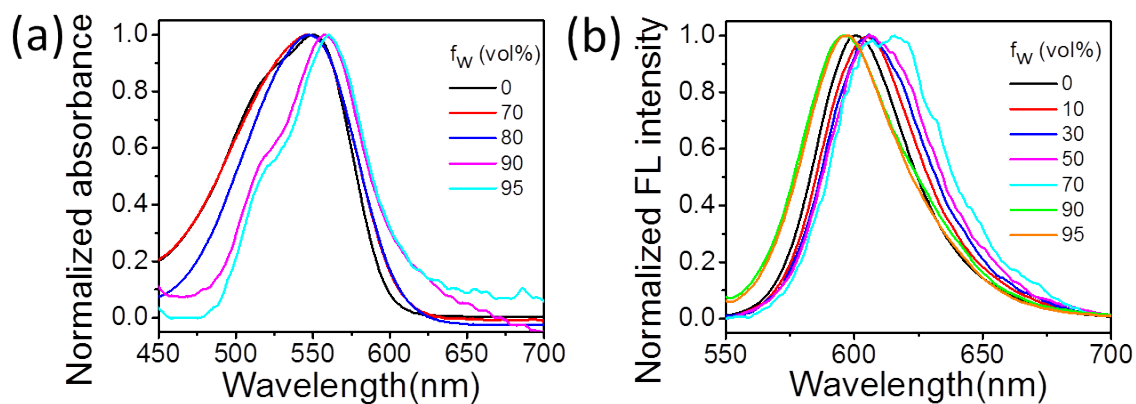 (a)
Normalized absorbance
1.0
0.8
0.6
0.4
0.2
0.0
450 500 550 600 650 700
Wavelength(nm)
fw (vol%)
0
70
80
90
95
(b)
Normalized FL intensity
1.0
0.8
0.6
0.4
0.2
0.0
550 600 650 700
Wavelength(nm)
fw (vol%)
0
10
30
50
70
90
95